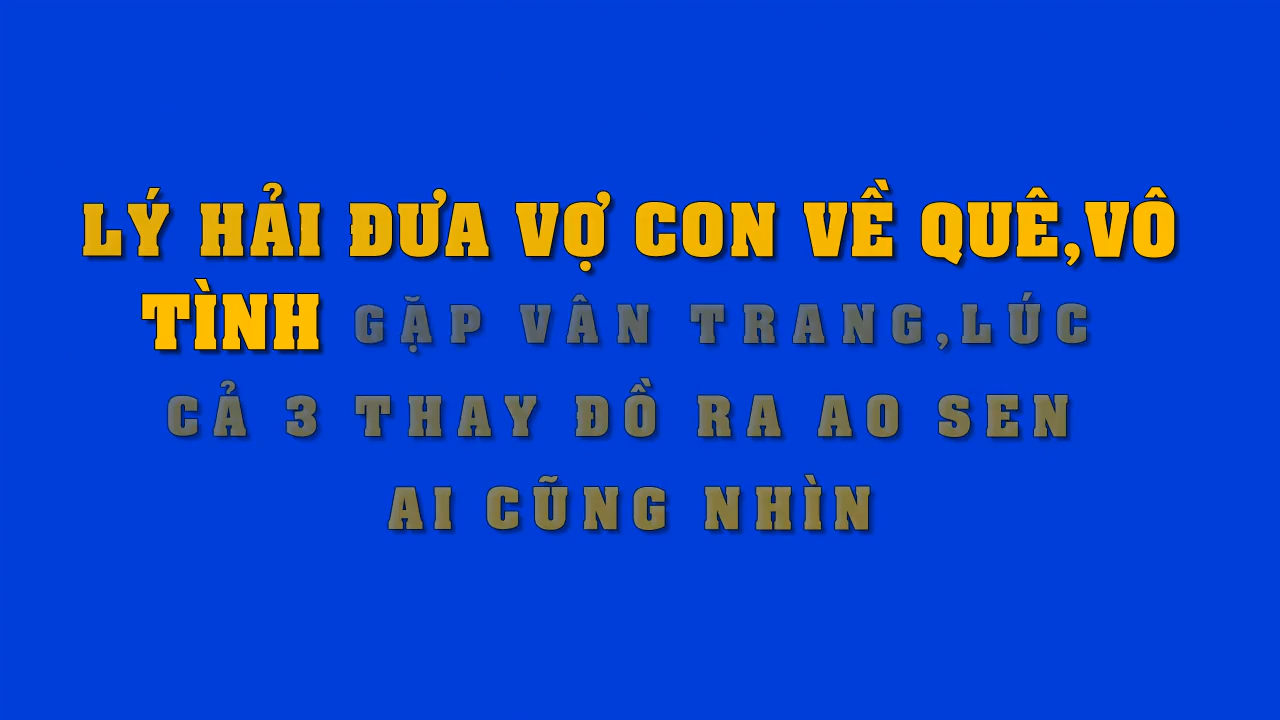 LÝ HẢI ĐƯA VỢ CON VỀ QUÊ,VÔ
TÌNH GẶP VÂN TRANG,LÚC
CẢ 3 THAY ĐỒ RA AO SEN
AI CŨNG NHÌN